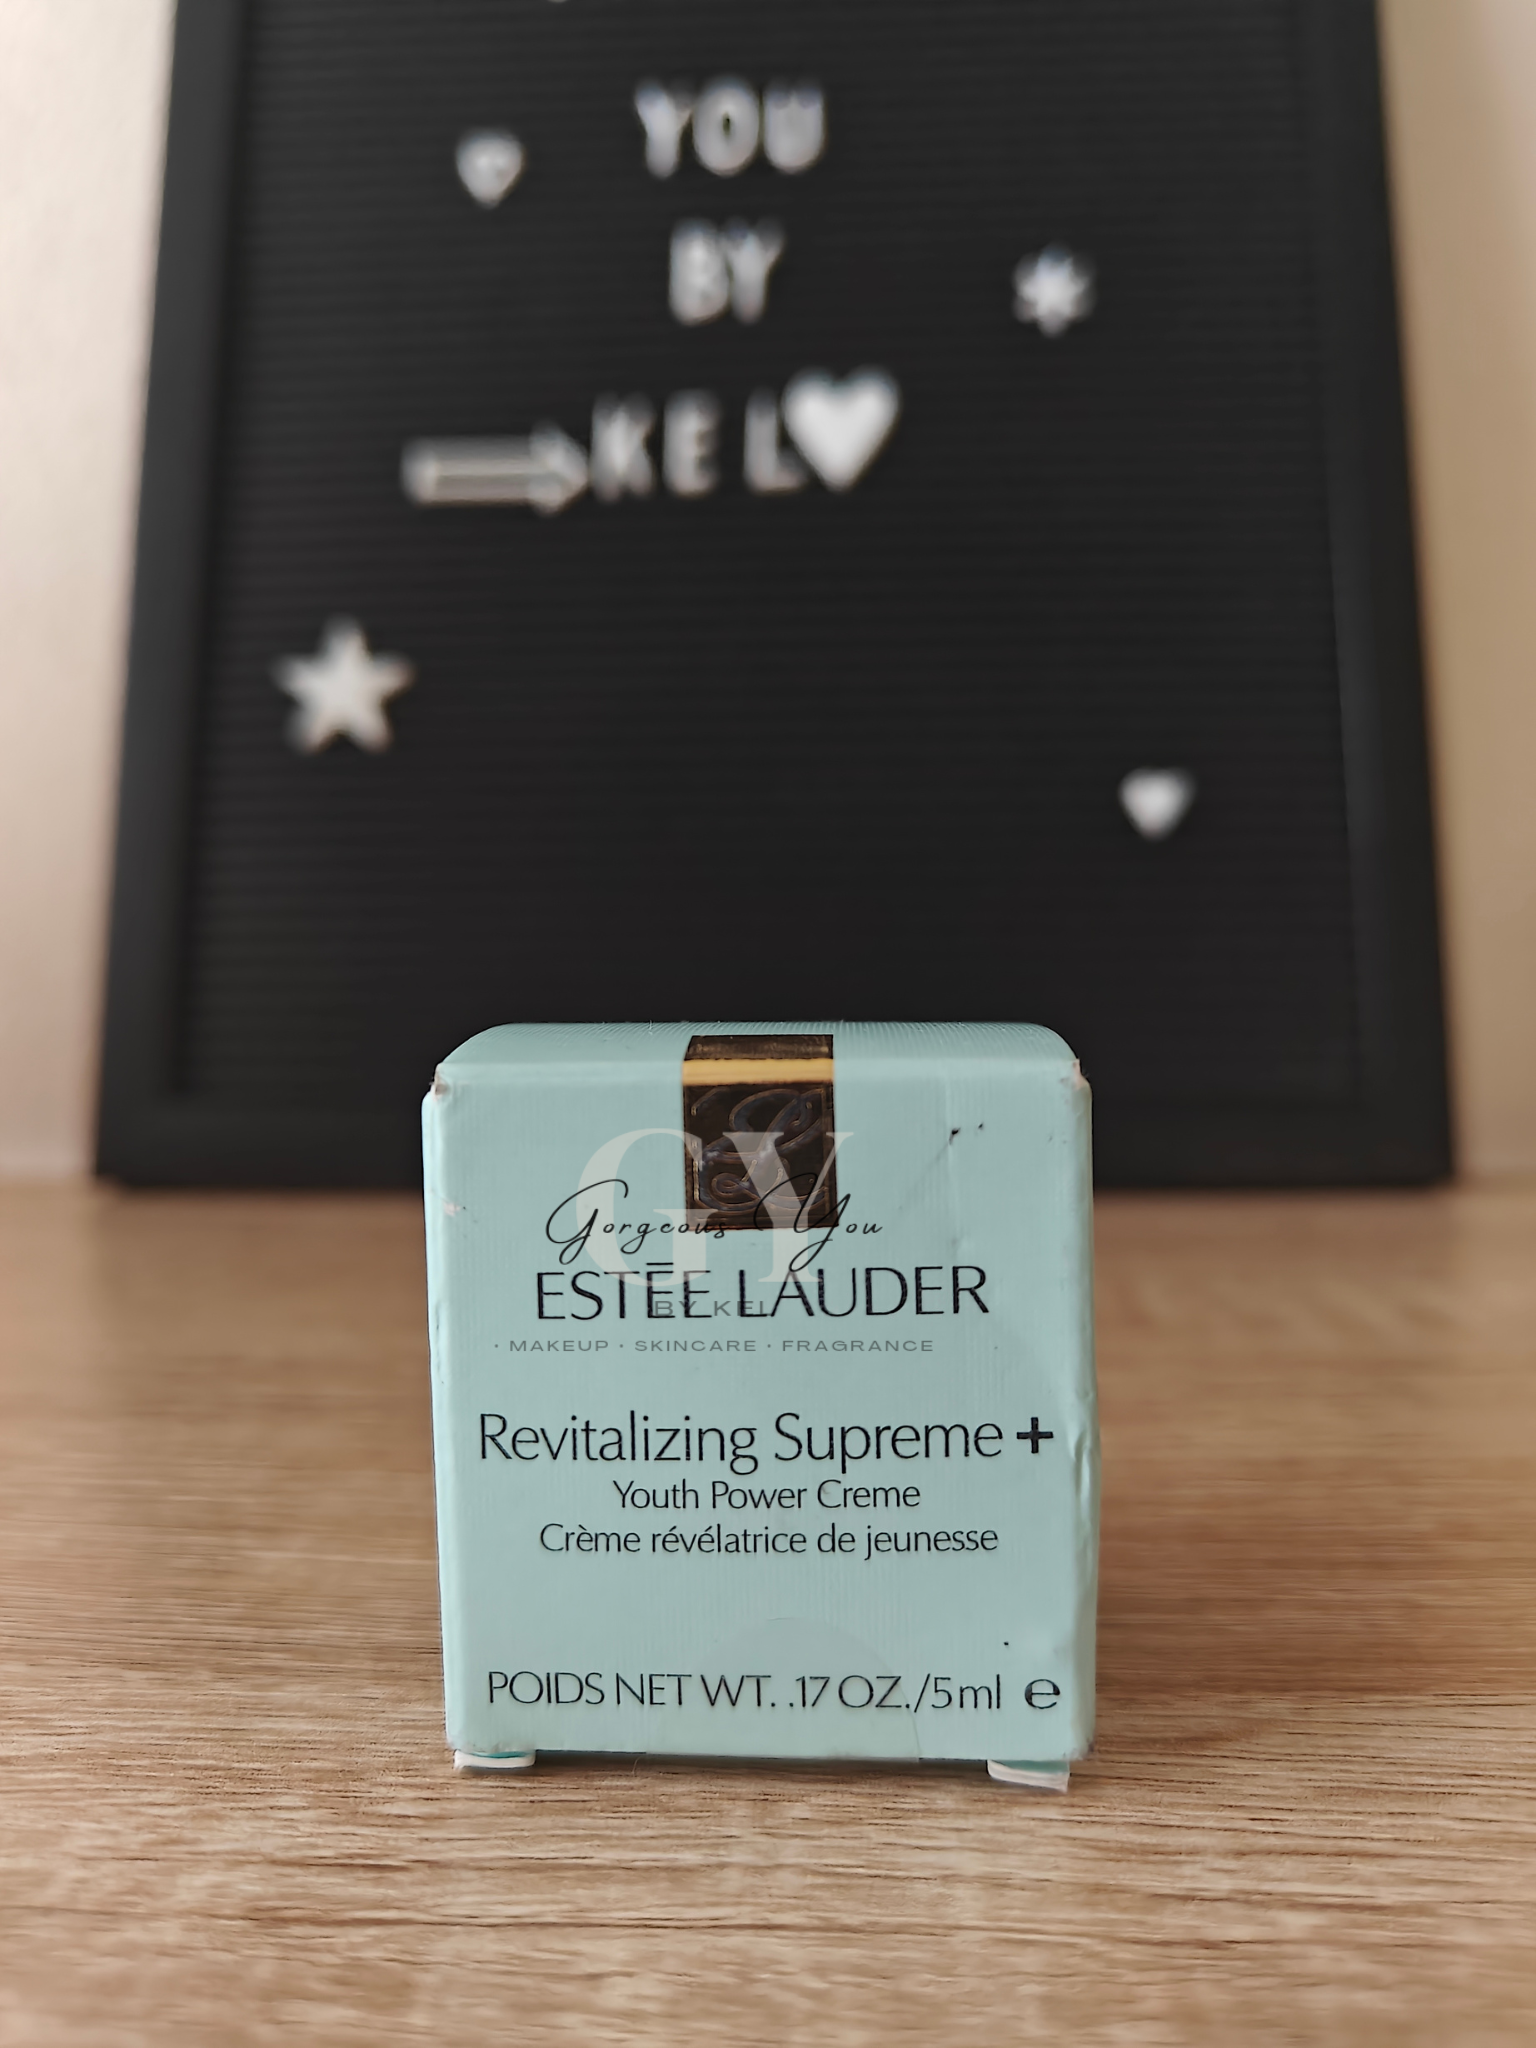 YOU
BY
KEL
GY
Gorgeous You
ESTĒE LAUDER
BY KEL
· MAKEUP · SKINCARE · FRAGRANCE
Revitalizing Supreme +
Youth Power Creme
Crème révélatrice de jeunesse
POIDS NET WT. .17 OZ./5ml e